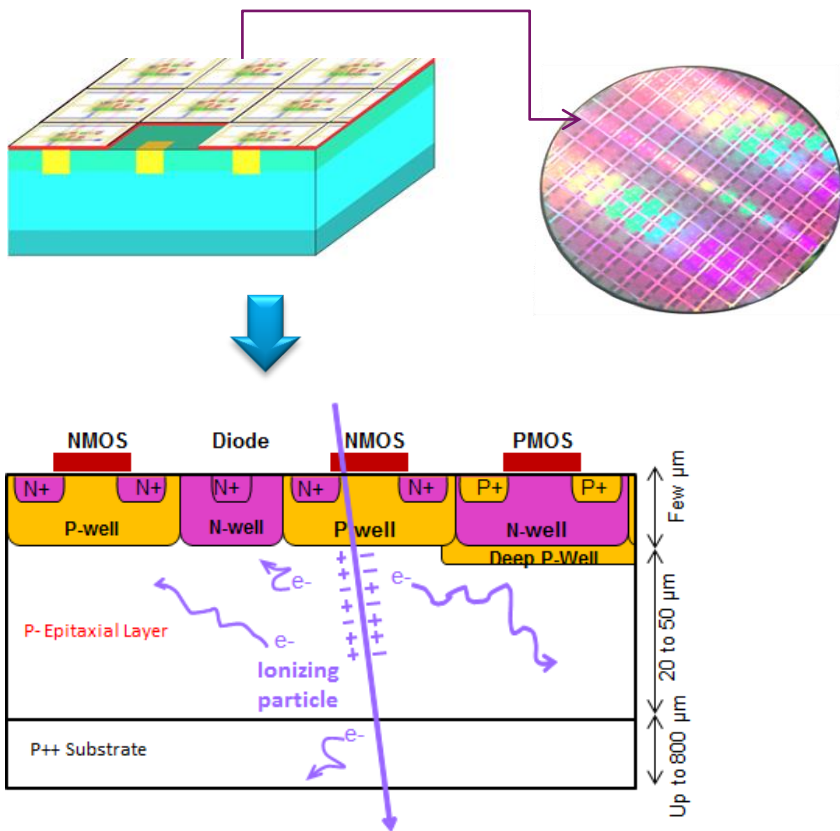 NMOS Diode NMOS PMOS
N+ N+ N+ N+ N+ P+ P+
P-well N-well P-well N-well
Deep P-Well
Few µm
e- e-
P- Epitaxial Layer
e-
Ionizing
particle
20 to 50 µm
P++ Substrate
e-
Up to 800 µm